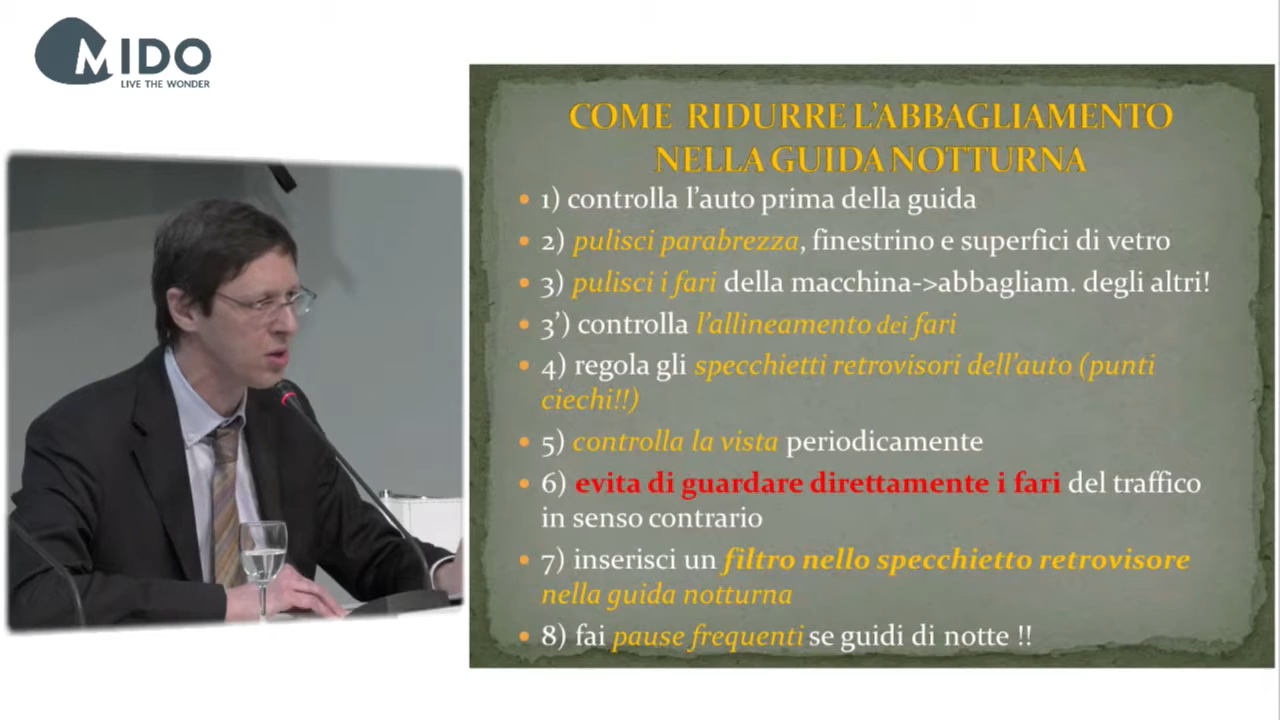 MIDO
LIVE THE WONDER
COME RIDURRE L'ABBAGLIAMENTO
NELLA GUIDA NOTTURNA
• 1) controlla l'auto prima della guida
• 2) pulisci parabrezza, finestrino e superfici di vetro
• 3) pulisci i fari della macchina->abbagliam. degli altri!
• 3') controlla l'allineamento dei fari
• 4) regola gli specchietti retrovisori dell'auto (punti
ciechi!!)
• 5) controlla la vista periodicamente
• 6) evita di guardare direttamente i fari del traffico
in senso contrario
• 7) inserisci un filtro nello specchietto retrovisore
nella guida notturna
• 8) fai pause frequenti se guidi di notte !!